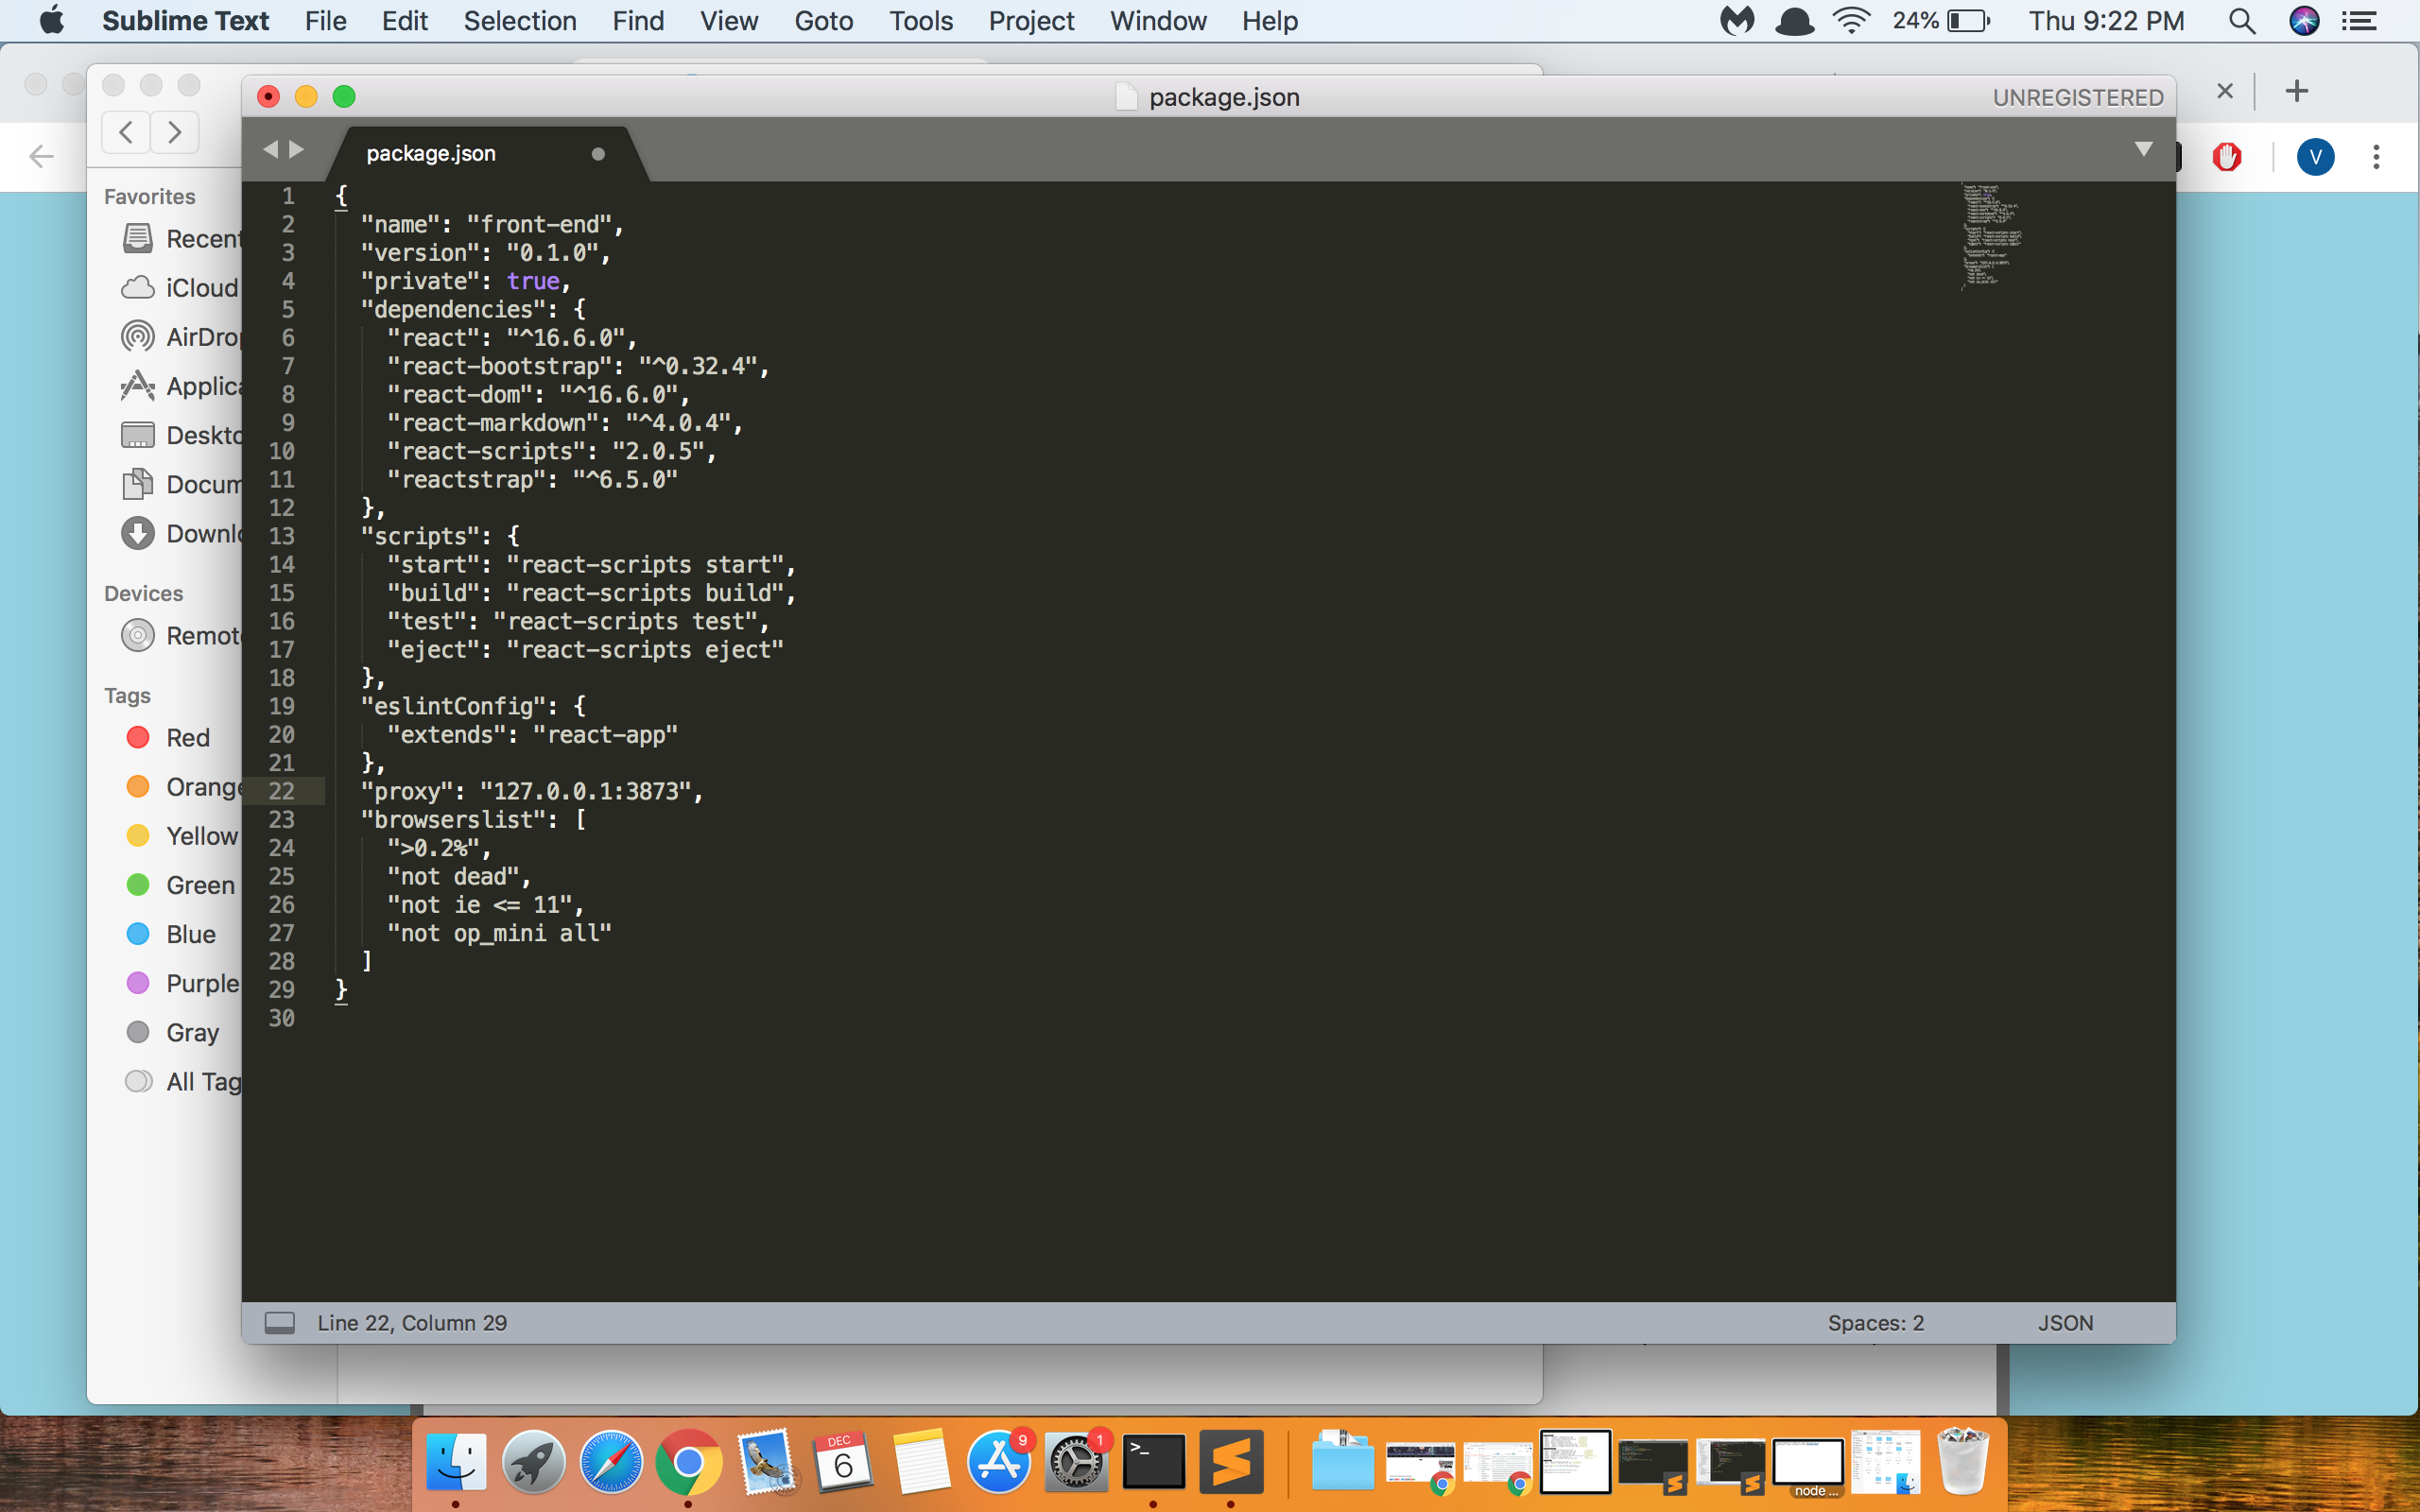 Sublime Text File Edit Selection Find View Goto Tools Project Window Help 24% Thu 9:22 PM
package.json UNREGISTERED
package.json
V
Favorites
Recent
iCloud
AirDrop
Applica
Deskto
Docum
Downlo
Devices
Remote
Tags
Red
Orange
Yellow
Green
Blue
Purple
Gray
All Tag
1 {
2 "name": "front-end",
3 "version": "0.1.0",
4 "private": true,
5 "dependencies": {
6 "react": "^16.6.0",
7 "react-bootstrap": "^0.32.4",
8 "react-dom": "^16.6.0",
9 "react-markdown": "^4.0.4",
10 "react-scripts": "2.0.5",
11 "reactstrap": "^6.5.0"
12 },
13 "scripts": {
14 "start": "react-scripts start",
15 "build": "react-scripts build",
16 "test": "react-scripts test",
17 "eject": "react-scripts eject"
18 },
19 "eslintConfig": {
20 "extends": "react-app"
21 },
22 "proxy": "127.0.0.1:3873",
23 "browserslist": [
24 ">0.2%",
25 "not dead",
26 "not ie <= 11",
27 "not op_mini all"
28 ]
29 }
30
Line 22, Column 29 Spaces: 2 JSON
DEC
6
9
1
>_
node ...